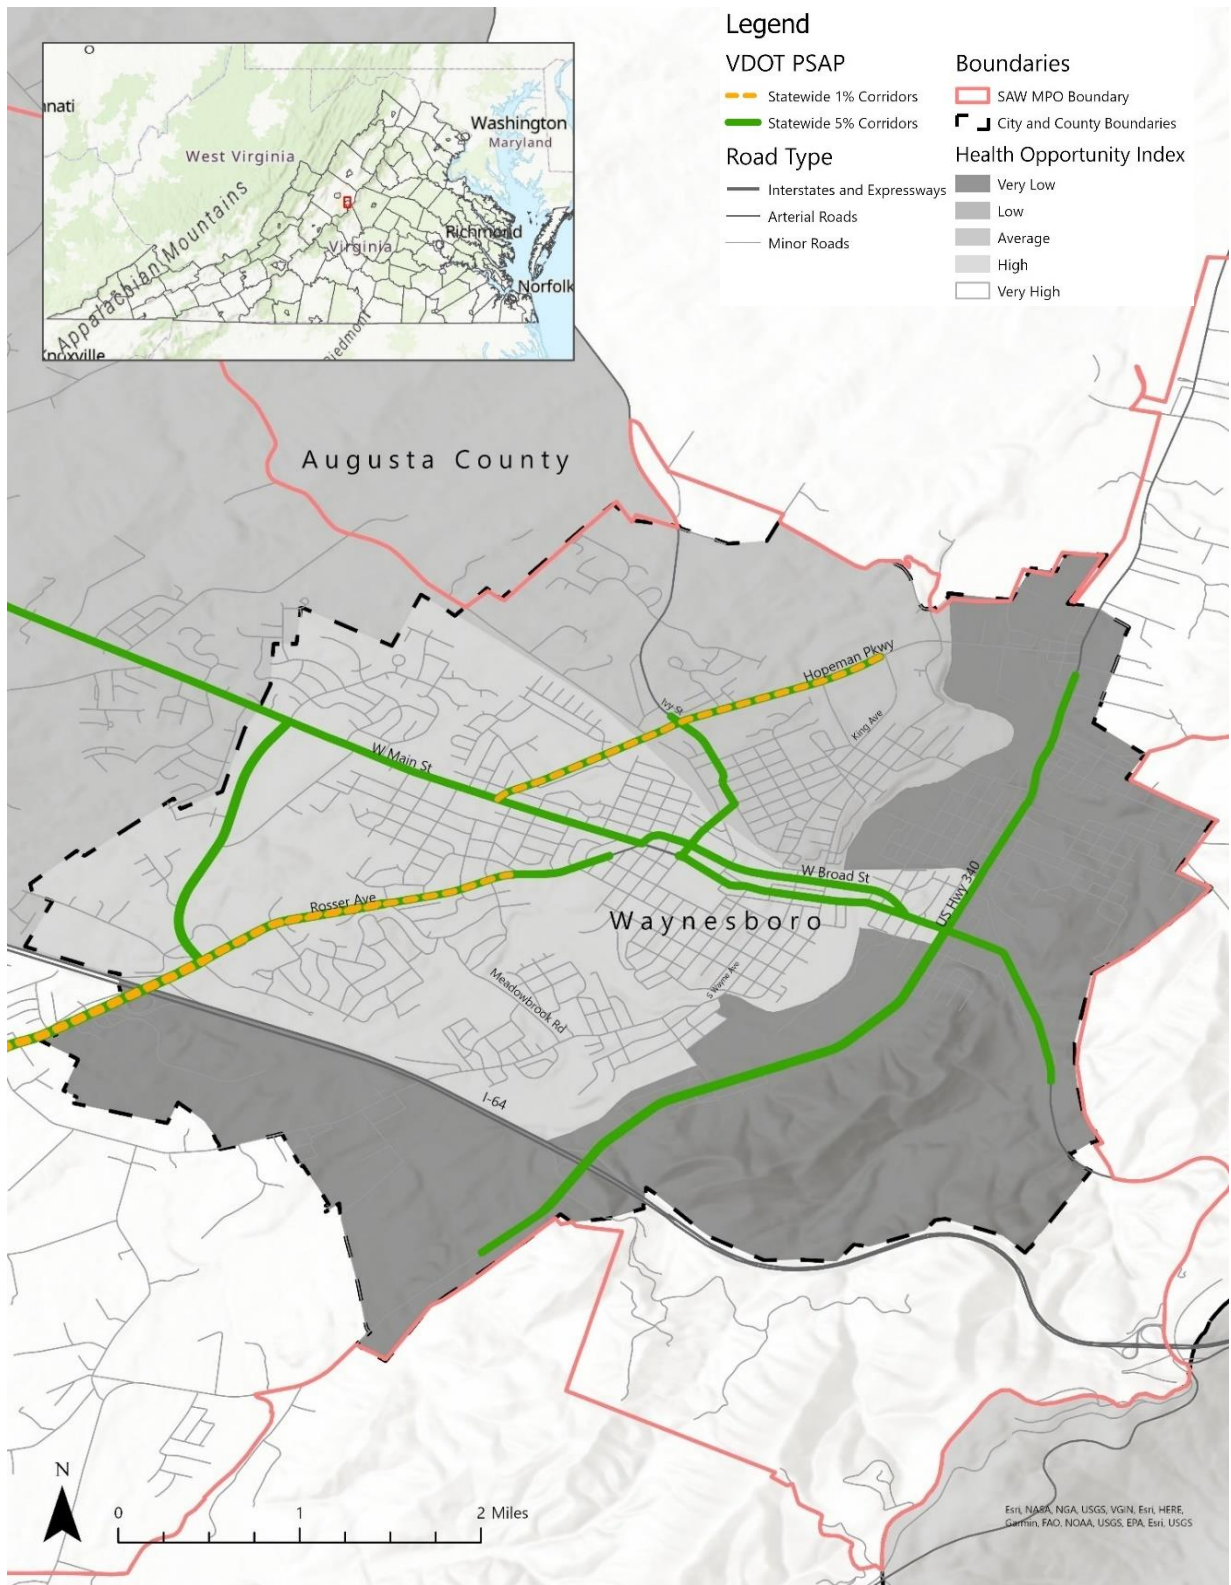 Legend
VDOT PSAP
Statewide 1% Corridors
Statewide 5% Corridors
Road Type
Interstates and Expressways
Arterial Roads
Minor Roads
Boundaries
SAW MPO Boundary
City and County Boundaries
Health Opportunity Index
Very Low
Low
Average
High
Very High
nnati
Washington
Maryland
West Virginia
Appalachian Mountains
Virginia
Richmond
Norfolk
Knoxville
Piedmont
Augusta County
Hopeman Pkwy
Ivy St
King Ave
W Main St
W Broad St
Rosser Ave
US Hwy 340
Waynesboro
S Wayne Ave
Meadowbrook Rd
I-64
N
0 1 2 Miles
Esri, NASA, NGA, USGS, VGIN, Esri, HERE,
Garmin, FAO, NOAA, USGS, EPA, Esri, USGS